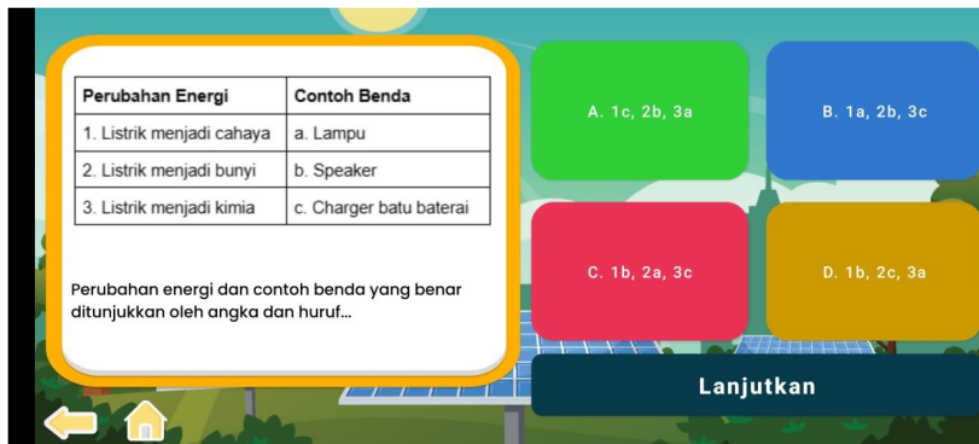 Perubahan Energi Contoh Benda
1. Listrik menjadi cahaya a. Lampu
2. Listrik menjadi bunyi b. Speaker
3. Listrik menjadi kimia c. Charger batu baterai
Perubahan energi dan contoh benda yang benar
ditunjukkan oleh angka dan huruf...
A. 1c, 2b, 3a
B. 1a, 2b, 3c
C. 1b, 2a, 3c
D. 1b, 2c, 3a
Lanjutkan